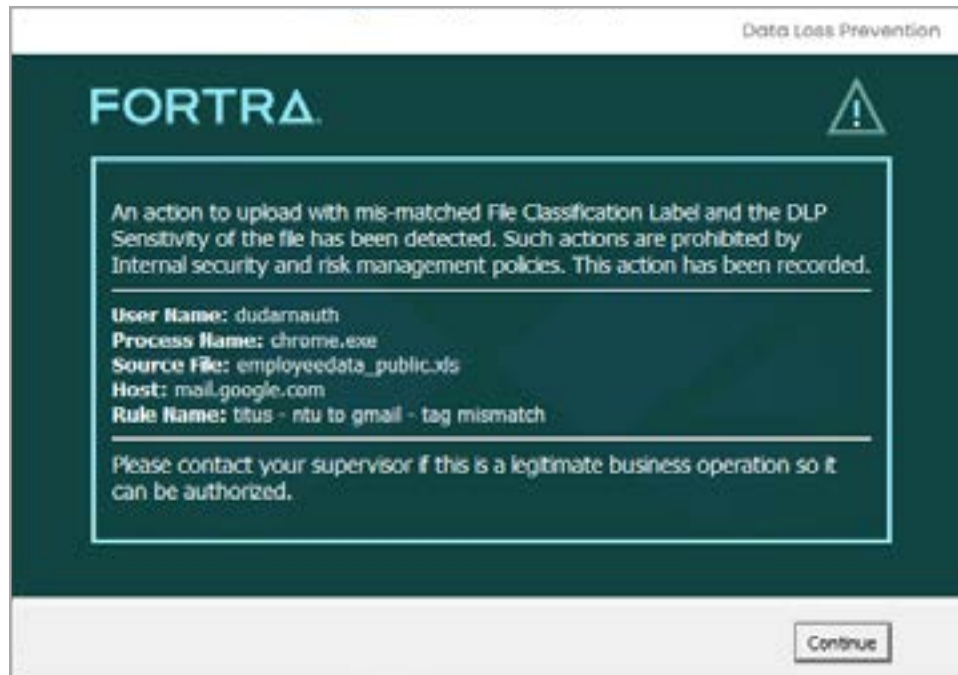 Data Loss Prevention
FORTRA
An action to upload with mis-matched File Classification Label and the DLP
Sensitivity of the file has been detected. Such actions are prohibited by
Internal security and risk management policies. This action has been recorded.
User Name: dudarnauth
Process Name: chrome.exe
Source File: employeedata_public.xls
Host: mail.google.com
Rule Name: titus - ntu to gmail - tag mismatch
Please contact your supervisor if this is a legitimate business operation so it
can be authorized.
Continue